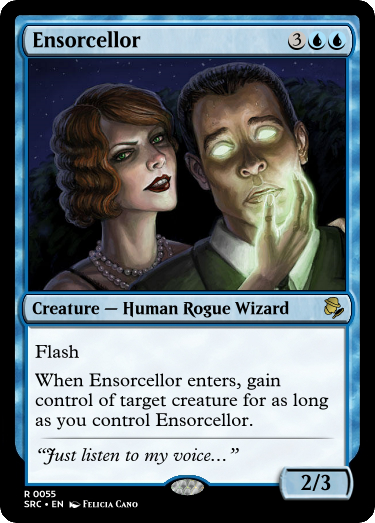 Ensorcellor 3
Creature — Human Rogue Wizard
Flash
When Ensorcellor enters, gain
control of target creature for as long
as you control Ensorcellor.
“Just listen to my voice…”
2/3
R 0055
SRC • EN Felicia Cano